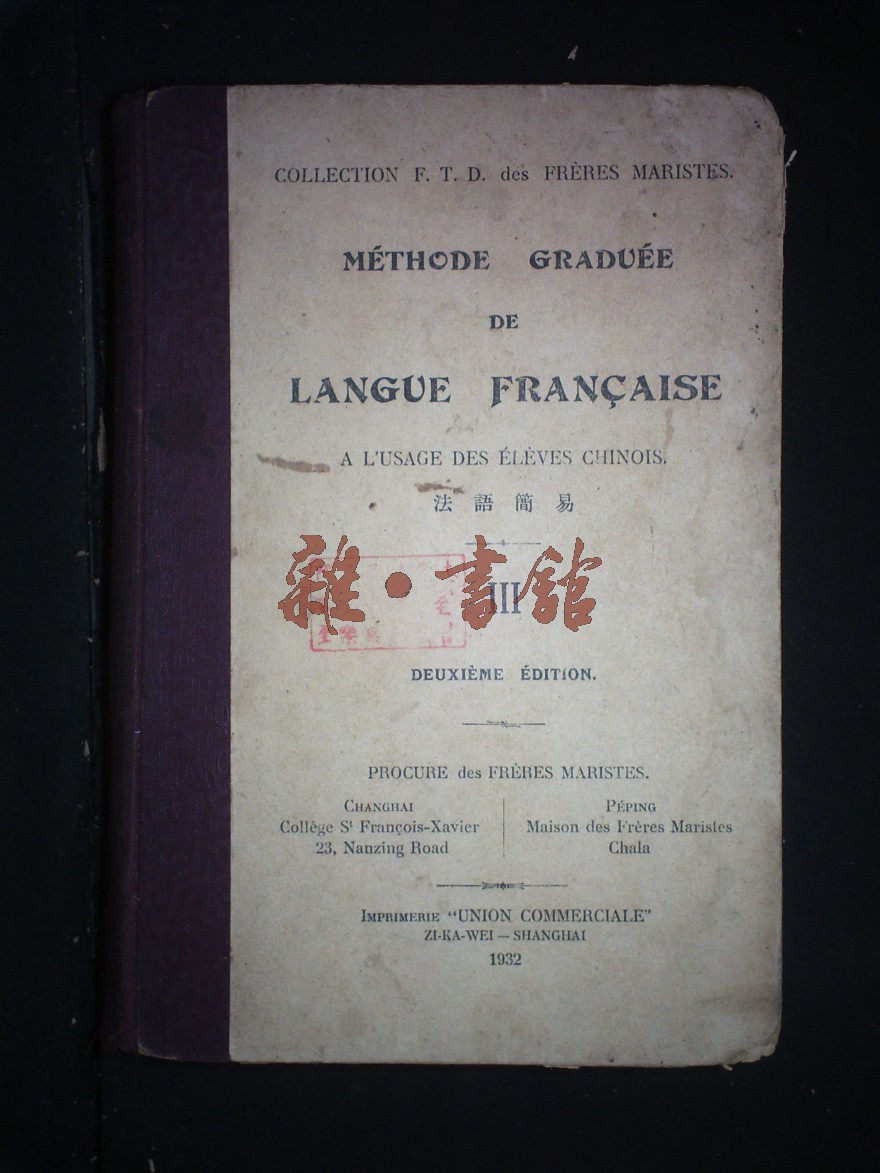 COLLECTION F. T. D. des FRÈRES MARISTES.
MÉTHODE GRADUÉE
DE
LANGUE FRANÇAISE
A L'USAGE DES ÉLÈVES CHINOIS.
法語簡易
雜·書館
III
DEUXIÈME ÉDITION.
PROCURE des FRÈRES MARISTES.
CHANGHAI
Collège St François-Xavier
23, Nanzing Road
PÉPING
Maison des Frères Maristes
Chala
IMPRIMERIE "UNION COMMERCIALE"
ZI-KA-WEI — SHANGHAI
1932